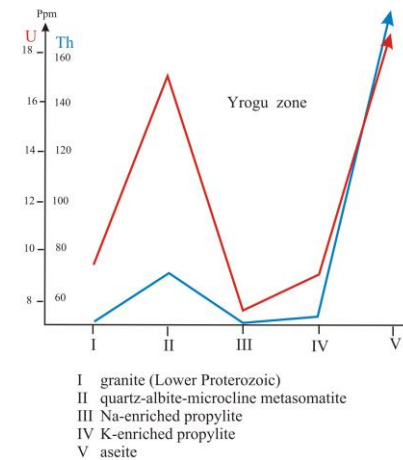 Ppm
U Th
18 160
16 140
Yrogu zone
14 120
12 100
10 80
8 60
I II III IV V
I granite (Lower Proterozoic)
II quartz-albite-microcline metasomatite
III Na-enriched propylite
IV K-enriched propylite
V aseite